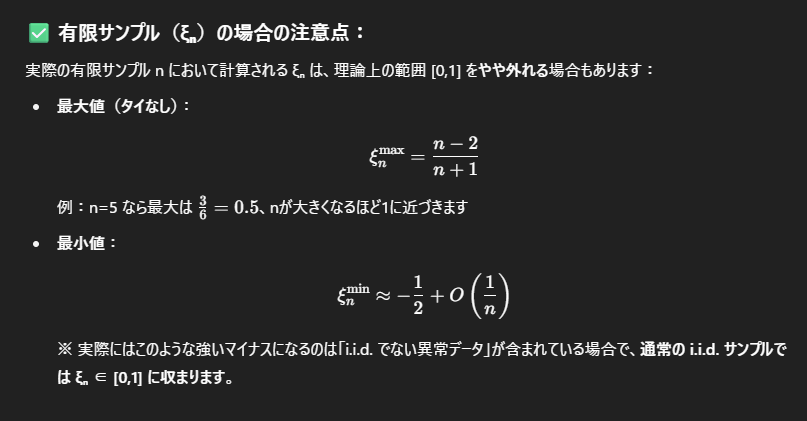 ✅ 有限サンプル（ξₙ）の場合の注意点：
実際の有限サンプル n において計算される ξₙ は、理論上の範囲 [0,1] をやや外れる場合もあります：
• 最大値（タイなし）：
ξₙᵐᵃˣ = (n − 2)/(n + 1)
例：n=5 なら最大は 3/6 = 0.5、nが大きくなるほど1に近づきます
• 最小値：
ξₙᵐⁱⁿ ≈ −1/2 + O(1/n)
※ 実際にはこのような強いマイナスになるのは「i.i.d. でない異常データ」が含まれている場合で、通常の i.i.d. サンプルで
は ξₙ ∈ [0,1] に収まります。